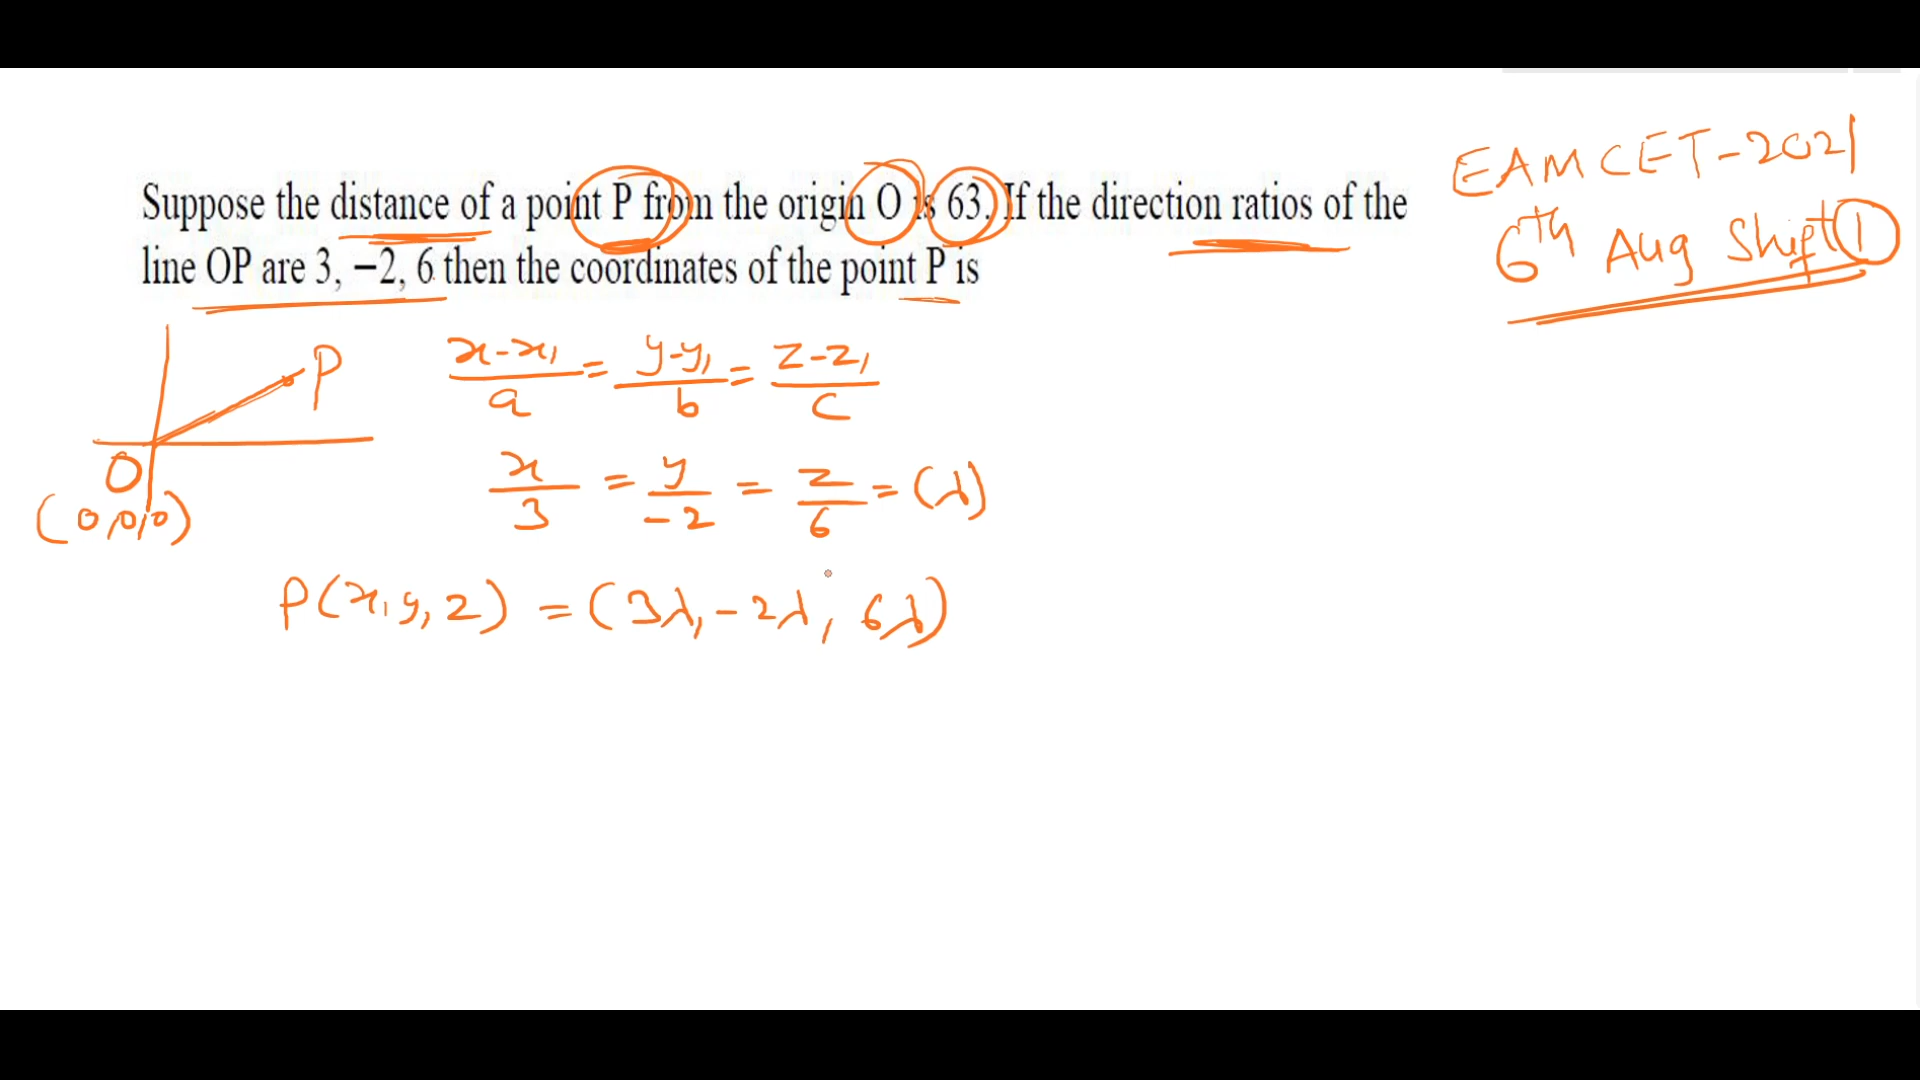 EAMCET-2021
6th Aug Shift 1
Suppose the distance of a point P from the origin O is 63. If the direction ratios of the
line OP are 3, −2, 6 then the coordinates of the point P is
P
O
(0,0,0)
x-x₁/a = y-y₁/b = z-z₁/c
x/3 = y/-2 = z/6 = (λ)
P(x,y,z) = (3λ,-2λ, 6λ)